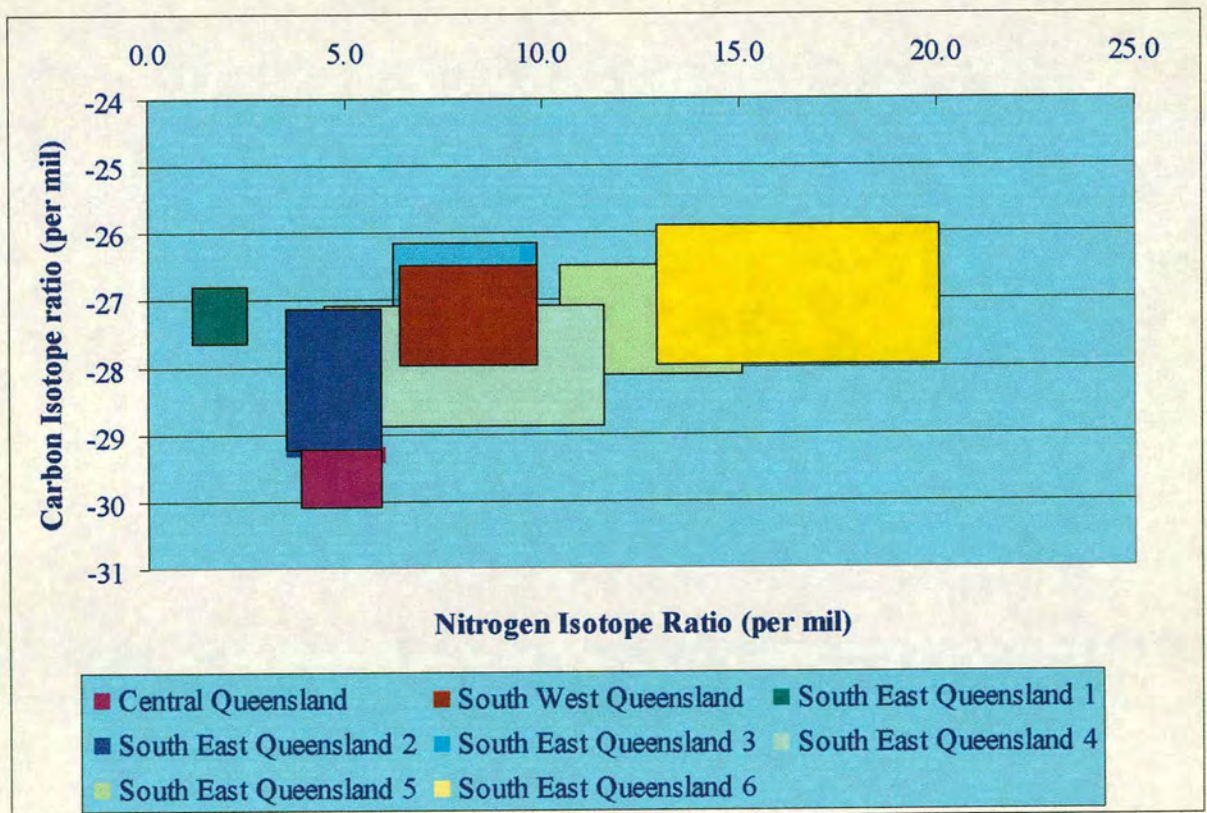 0.0 5.0 10.0 15.0 20.0 25.0
-24
-25
-26
-27
-28
-29
-30
-31
Carbon Isotope ratio (per mil)
Nitrogen Isotope Ratio (per mil)
Central Queensland South West Queensland South East Queensland 1
South East Queensland 2 South East Queensland 3 South East Queensland 4
South East Queensland 5 South East Queensland 6